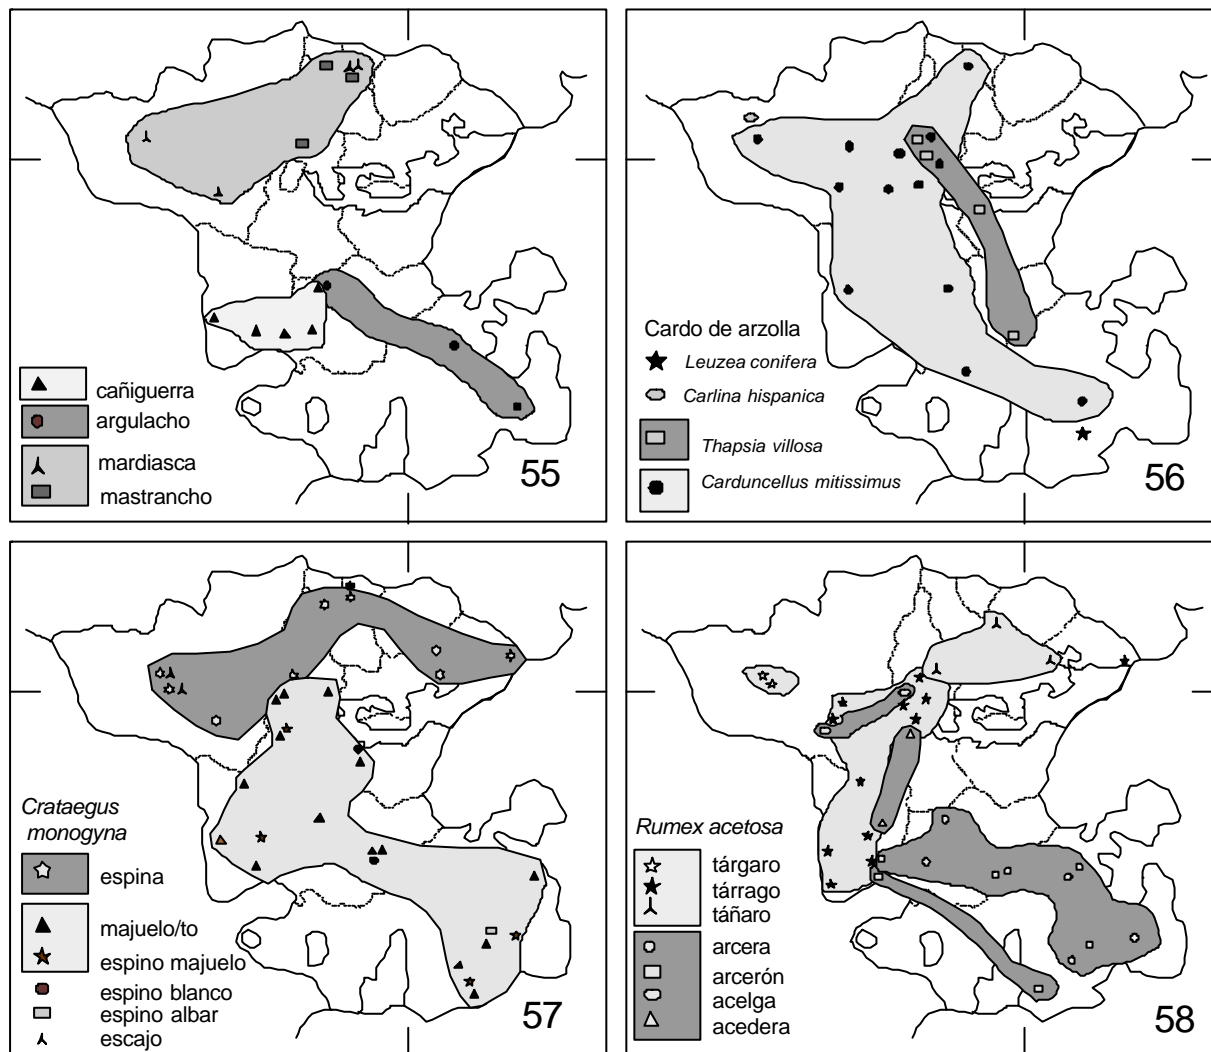 cañiguerra
argulacho
mardiasca
mastrancho
55
Cardo de arzolla
Leuzea conifera
Carlina hispanica
Thapsia villosa
Carduncellus mitissimus
56
Crataegus
monogyna
espina
majuelo/to
espino majuelo
espino blanco
espino albar
escajo
57
Rumex acetosa
tárgaro
tárrago
táñaro
arcera
arcerón
acelga
acedera
58